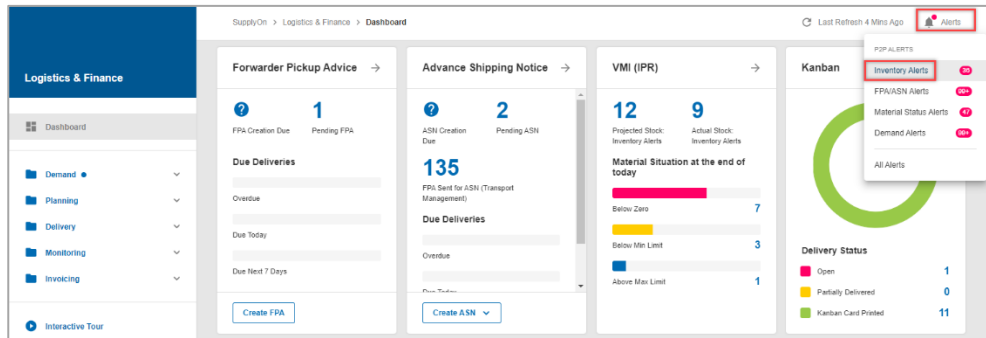 SupplyOn > Logistics & Finance > Dashboard
Last Refresh 4 Mins Ago
Alerts
Logistics & Finance
Dashboard
Demand
Planning
Delivery
Monitoring
Invoicing
Interactive Tour
Forwarder Pickup Advice →
?
1
FPA Creation Due
Pending FPA
Due Deliveries
Overdue
Due Today
Due Next 7 Days
Create FPA
Advance Shipping Notice →
?
2
ASN Creation
Due
Pending ASN
135
FPA Sent for ASN (Transport
Management)
Due Deliveries
Overdue
Due Today
Create ASN
VMI (IPR) →
12
9
Projected Stock:
Inventory Alerts
Actual Stock:
Inventory Alerts
Material Situation at the end of
today
Below Zero 7
Below Min Limit 3
Above Max Limit 1
Kanban
P2P ALERTS
Inventory Alerts 35
FPA/ASN Alerts 99+
Material Status Alerts 47
Demand Alerts 99+
All Alerts
Delivery Status
Open 1
Partially Delivered 0
Kanban Card Printed 11